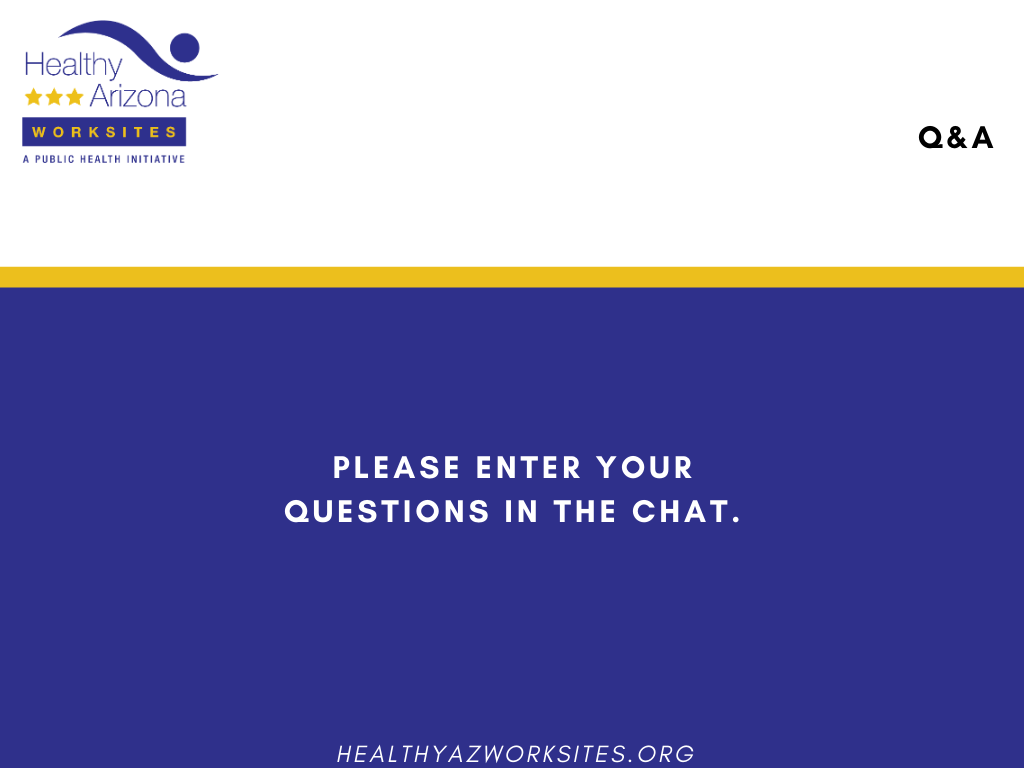 Healthy
Arizona
WORKSITES
A PUBLIC HEALTH INITIATIVE
Q&A
PLEASE ENTER YOUR
QUESTIONS IN THE CHAT.
HEALTHYAZWORKSITES.ORG